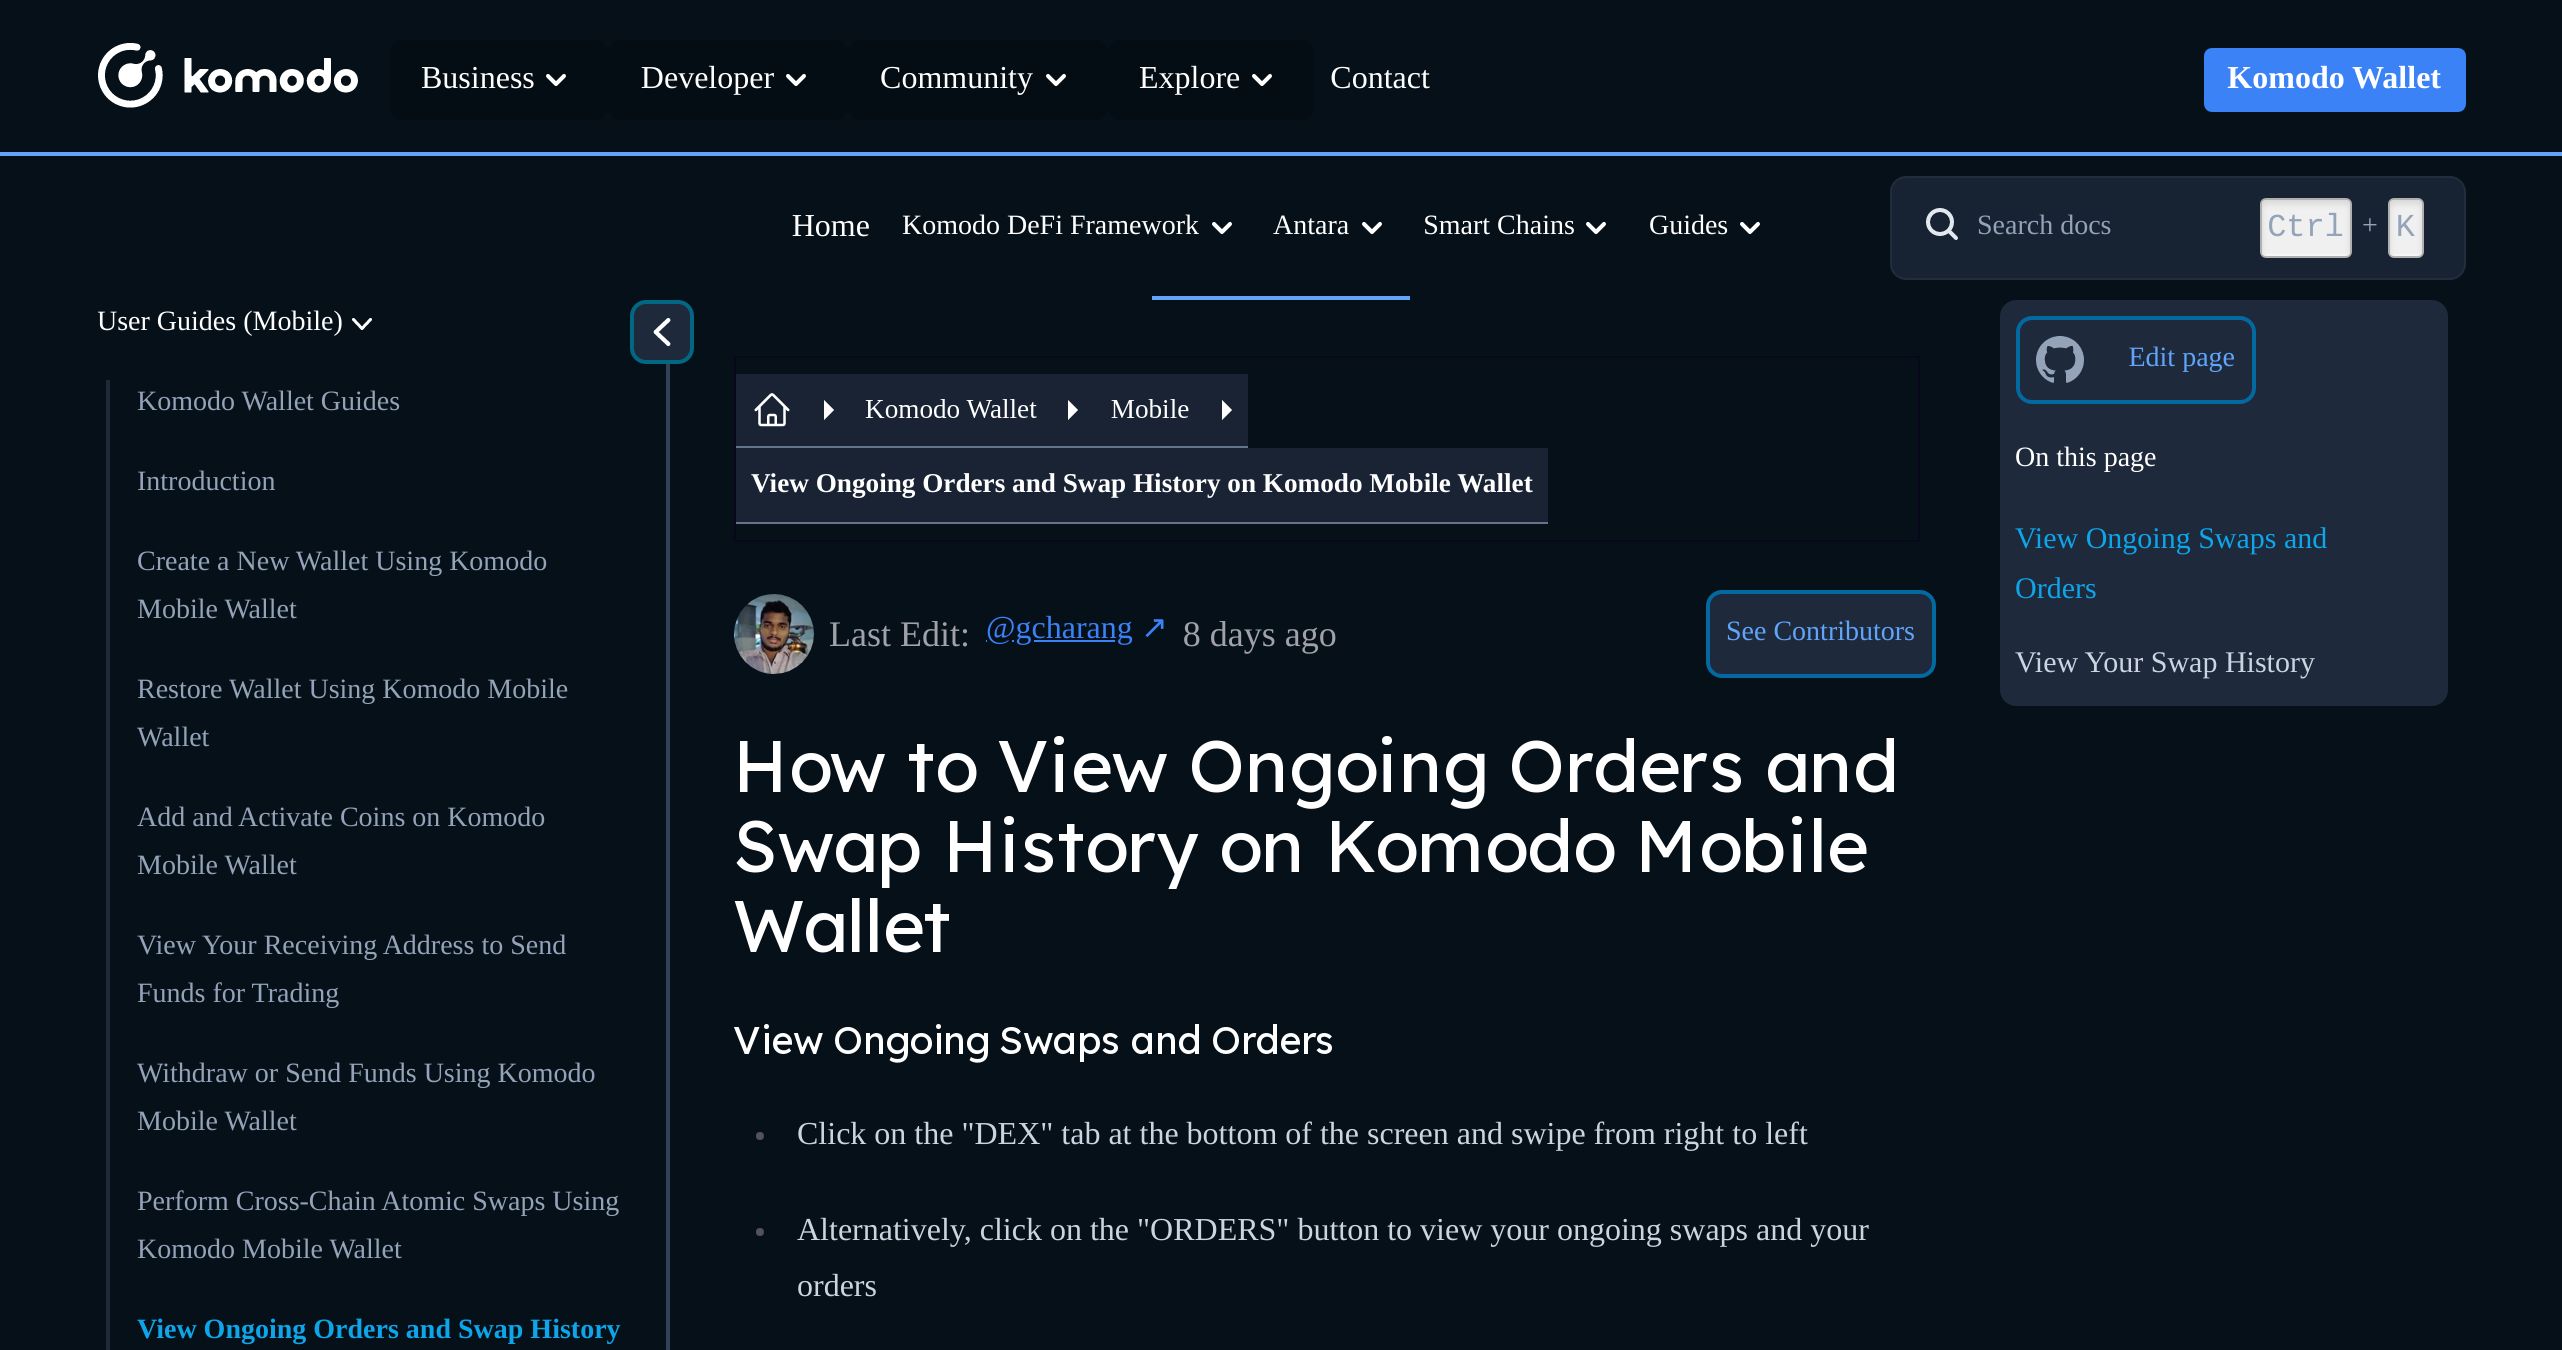 komodo
Business
Developer
Community
Explore
Contact
Komodo Wallet
Home
Komodo DeFi Framework
Antara
Smart Chains
Guides
Search docs
Ctrl + K
User Guides (Mobile)
Komodo Wallet Guides
Introduction
Create a New Wallet Using Komodo
Mobile Wallet
Restore Wallet Using Komodo Mobile
Wallet
Add and Activate Coins on Komodo
Mobile Wallet
View Your Receiving Address to Send
Funds for Trading
Withdraw or Send Funds Using Komodo
Mobile Wallet
Perform Cross-Chain Atomic Swaps Using
Komodo Mobile Wallet
View Ongoing Orders and Swap History
Komodo Wallet
Mobile
View Ongoing Orders and Swap History on Komodo Mobile Wallet
Last Edit: @gcharang ↗ 8 days ago
See Contributors
How to View Ongoing Orders and
Swap History on Komodo Mobile
Wallet
View Ongoing Swaps and Orders
• Click on the "DEX" tab at the bottom of the screen and swipe from right to left
• Alternatively, click on the "ORDERS" button to view your ongoing swaps and your
orders
Edit page
On this page
View Ongoing Swaps and
Orders
View Your Swap History